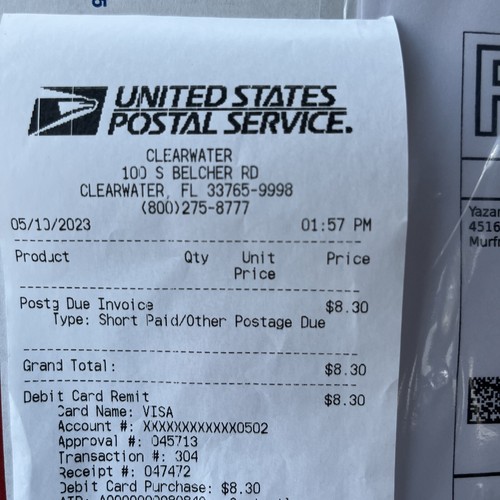 UNITED STATES
POSTAL SERVICE.
CLEARWATER
100 S BELCHER RD
CLEARWATER, FL 33765-9998
(800)275-8777
05/10/2023 01:57 PM
Product Qty Unit Price
Price
Postg Due Invoice $8.30
Type: Short Paid/Other Postage Due
Grand Total: $8.30
Debit Card Remit $8.30
Card Name: VISA
Account #: XXXXXXXXXXXX0502
Approval #: 045713
Transaction #: 304
Receipt #: 047472
Debit Card Purchase: $8.30
Yazar
4516
Murfr